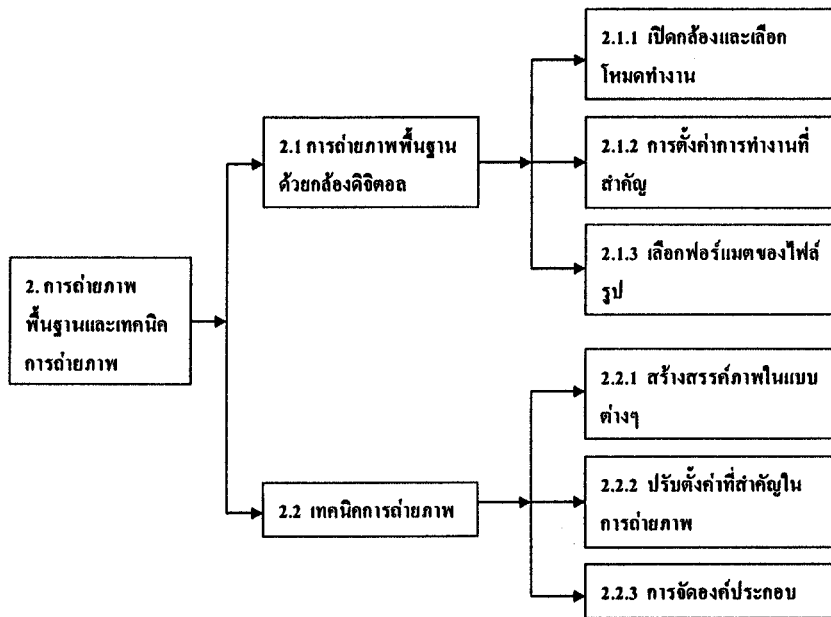 2.1.1 เปิดกล้องและเลือก
โหมดทำงาน
2.1 การถ่ายภาพพื้นฐาน
ด้วยกล้องดิจิตอล
2.1.2 การตั้งค่าการทำงานที่
สำคัญ
2.1.3 เลือกฟอร์แมตของไฟล์
รูป
2. การถ่ายภาพ
พื้นฐานและเทคนิค
การถ่ายภาพ
2.2.1 สร้างสรรค์ภาพในแบบ
ต่างๆ
2.2 เทคนิคการถ่ายภาพ
2.2.2 ปรับตั้งค่าที่สำคัญใน
การถ่ายภาพ
2.2.3 การจัดองค์ประกอบ